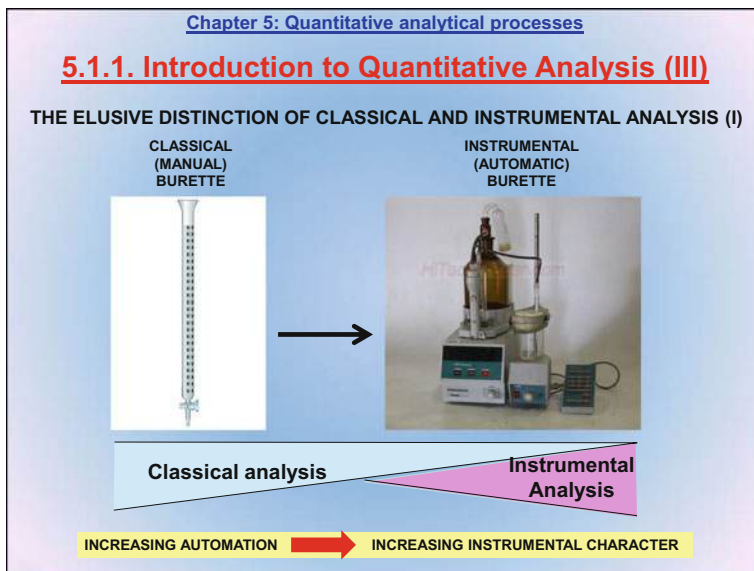 Chapter 5: Quantitative analytical processes
5.1.1. Introduction to Quantitative Analysis (III)
THE ELUSIVE DISTINCTION OF CLASSICAL AND INSTRUMENTAL ANALYSIS (I)
CLASSICAL
(MANUAL)
BURETTE
INSTRUMENTAL
(AUTOMATIC)
BURETTE
Classical analysis
Instrumental
Analysis
INCREASING AUTOMATION
INCREASING INSTRUMENTAL CHARACTER